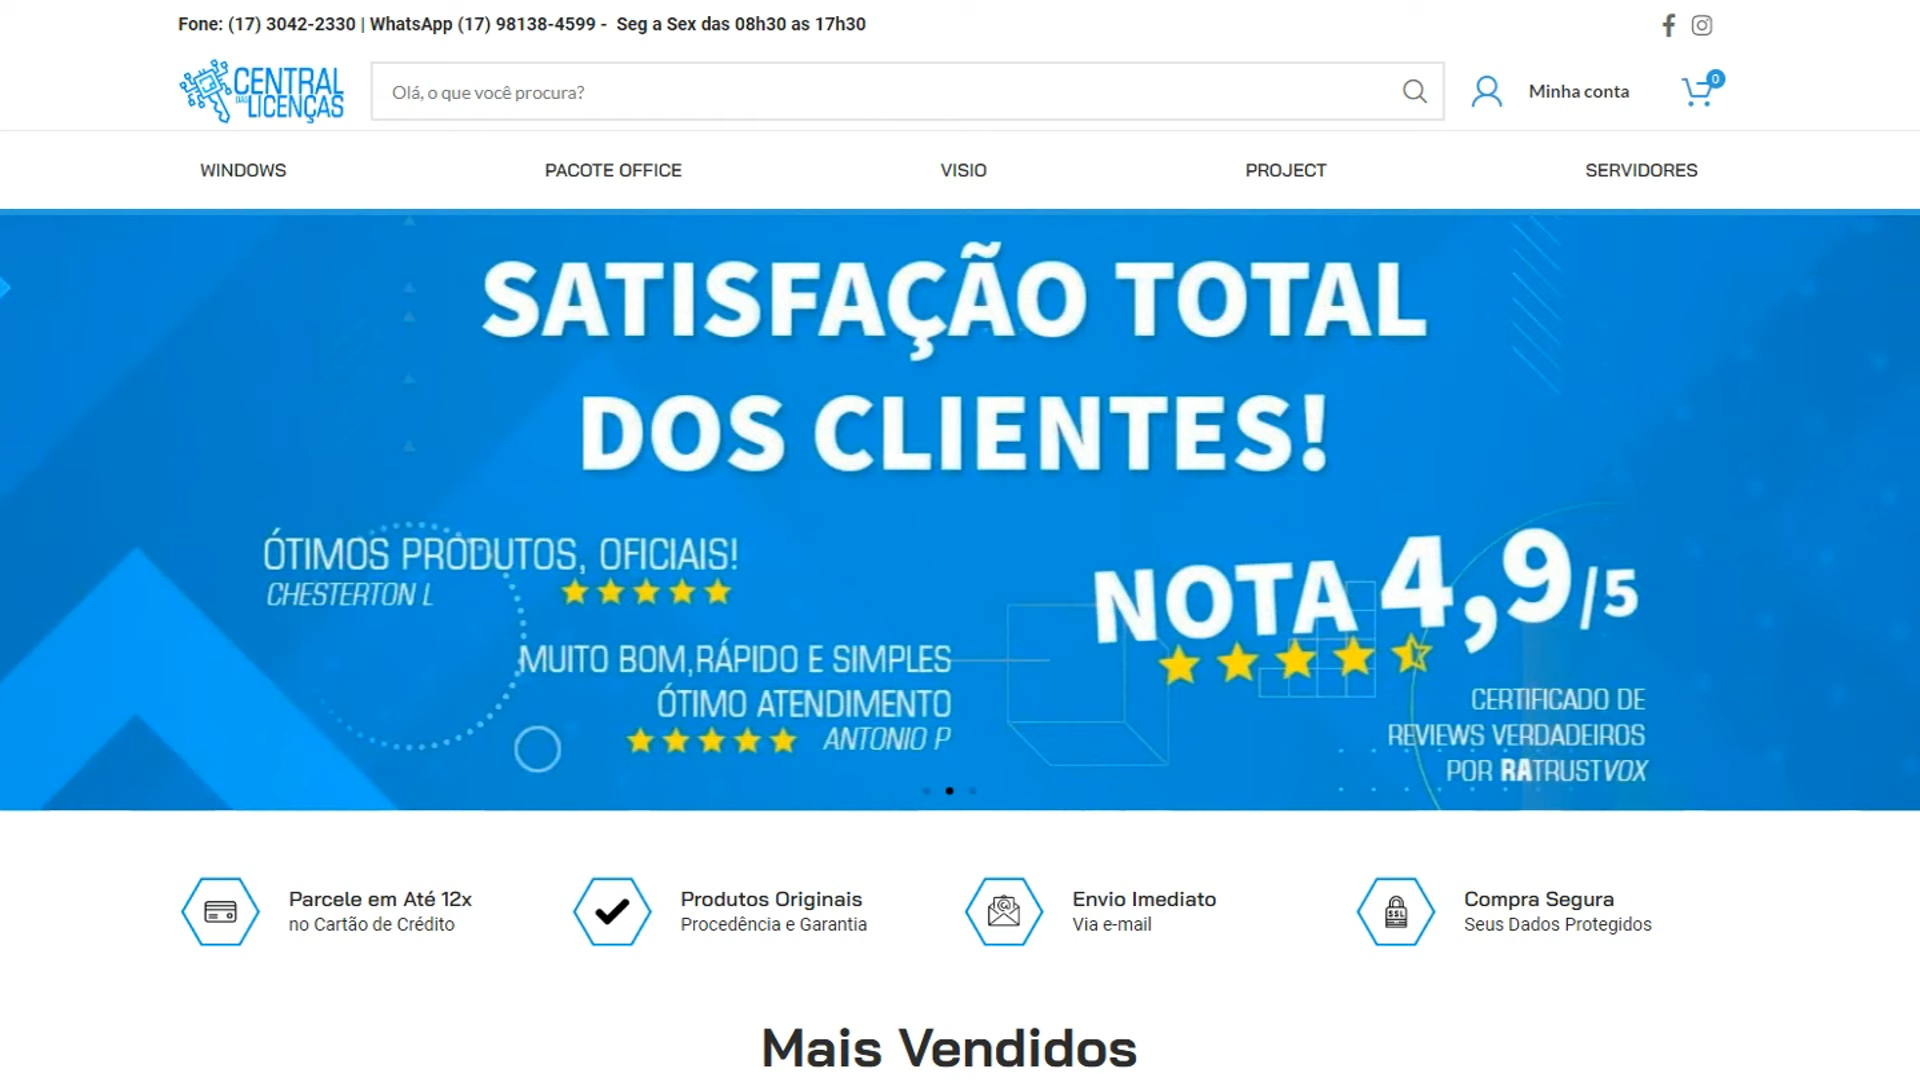 Fone: (17) 3042-2330 | WhatsApp (17) 98138-4599 - Seg a Sex das 08h30 as 17h30
CENTRAL
DAS
LICENÇAS
Olá, o que você procura?
Minha conta
0
WINDOWS
PACOTE OFFICE
VISIO
PROJECT
SERVIDORES
SATISFAÇÃO TOTAL
DOS CLIENTES!
ÓTIMOS PRODUTOS, OFICIAIS!
CHESTERTON L
MUITO BOM,RÁPIDO E SIMPLES
ÓTIMO ATENDIMENTO
ANTONIO P
NOTA 4,9/5
CERTIFICADO DE
REVIEWS VERDADEIROS
POR RATRUSTVOX
Parcele em Até 12x
no Cartão de Crédito
Produtos Originais
Procedência e Garantia
Envio Imediato
Via e-mail
SSL
Compra Segura
Seus Dados Protegidos
Mais Vendidos